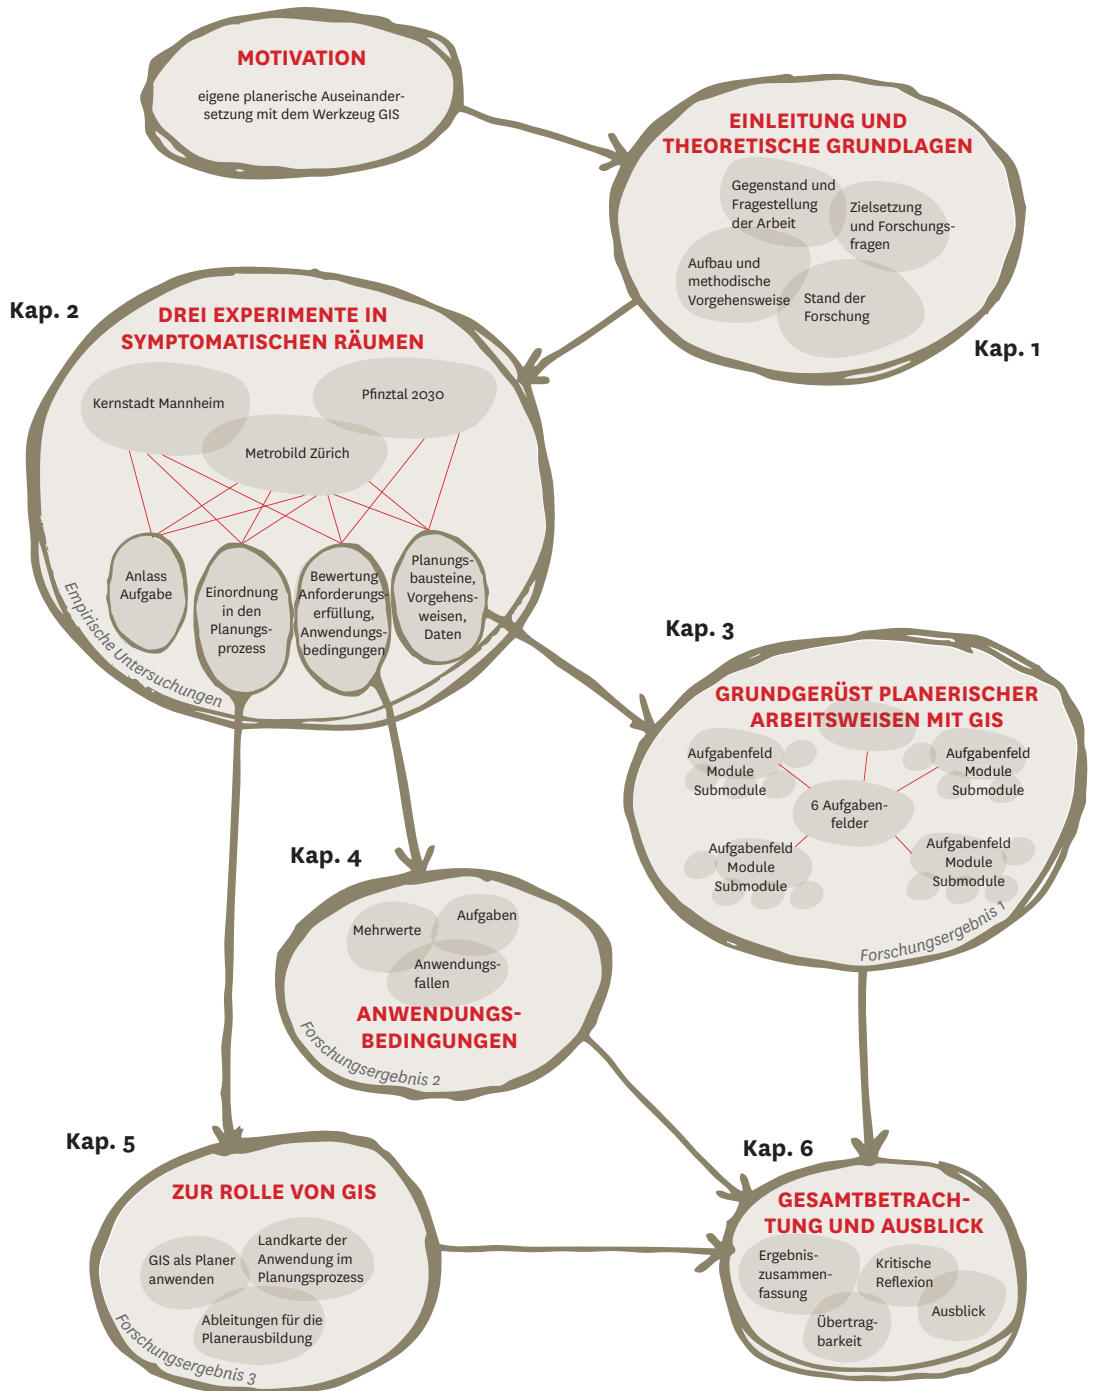 MOTIVATION
eigene planerische Auseinander-
setzung mit dem Werkzeug GIS
EINLEITUNG UND
THEORETISCHE GRUNDLAGEN
Gegenstand und
Fragestellung
der Arbeit
Zielsetzung
und Forschungs-
fragen
Aufbau und
methodische
Vorgehensweise
Stand der
Forschung
Kap. 1
Kap. 2
DREI EXPERIMENTE IN
SYMPTOMATISCHEN RÄUMEN
Kernstadt Mannheim
Pfinztal 2030
Metrobild Zürich
Anlass
Aufgabe
Einordnung
in den
Planungs-
prozess
Bewertung
Anforderungs-
erfüllung,
Anwendungs-
bedingungen
Planungs-
bausteine,
Vorgehens-
weisen,
Daten
Empirische Untersuchungen
Kap. 3
GRUNDGERÜST PLANERISCHER
ARBEITSWEISEN MIT GIS
Aufgabenfeld
Module
Submodule
Aufgabenfeld
Module
Submodule
6 Aufgaben-
felder
Aufgabenfeld
Module
Submodule
Aufgabenfeld
Module
Submodule
Forschungsergebnis 1
Kap. 4
Mehrwerte
Aufgaben
Anwendungs-
fallen
ANWENDUNGS-
BEDINGUNGEN
Forschungsergebnis 2
Kap. 5
ZUR ROLLE VON GIS
GIS als Planer
anwenden
Landkarte der
Anwendung im
Planungsprozess
Ableitungen für die
Planerausbildung
Forschungsergebnis 3
Kap. 6
GESAMTBETRACH-
TUNG UND AUSBLICK
Ergebnis-
zusammen-
fassung
Kritische
Reflexion
Übertrag-
barkeit
Ausblick